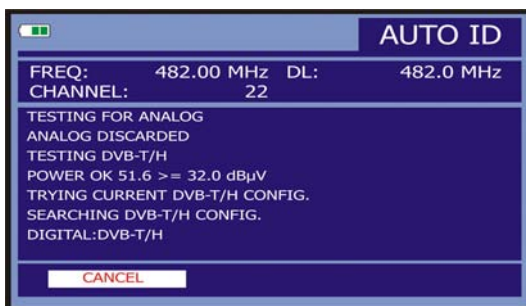 AUTO ID
FREQ: 482.00 MHz DL: 482.0 MHz
CHANNEL: 22
TESTING FOR ANALOG
ANALOG DISCARDED
TESTING DVB-T/H
POWER OK 51.6 >= 32.0 dBµV
TRYING CURRENT DVB-T/H CONFIG.
SEARCHING DVB-T/H CONFIG.
DIGITAL:DVB-T/H
CANCEL